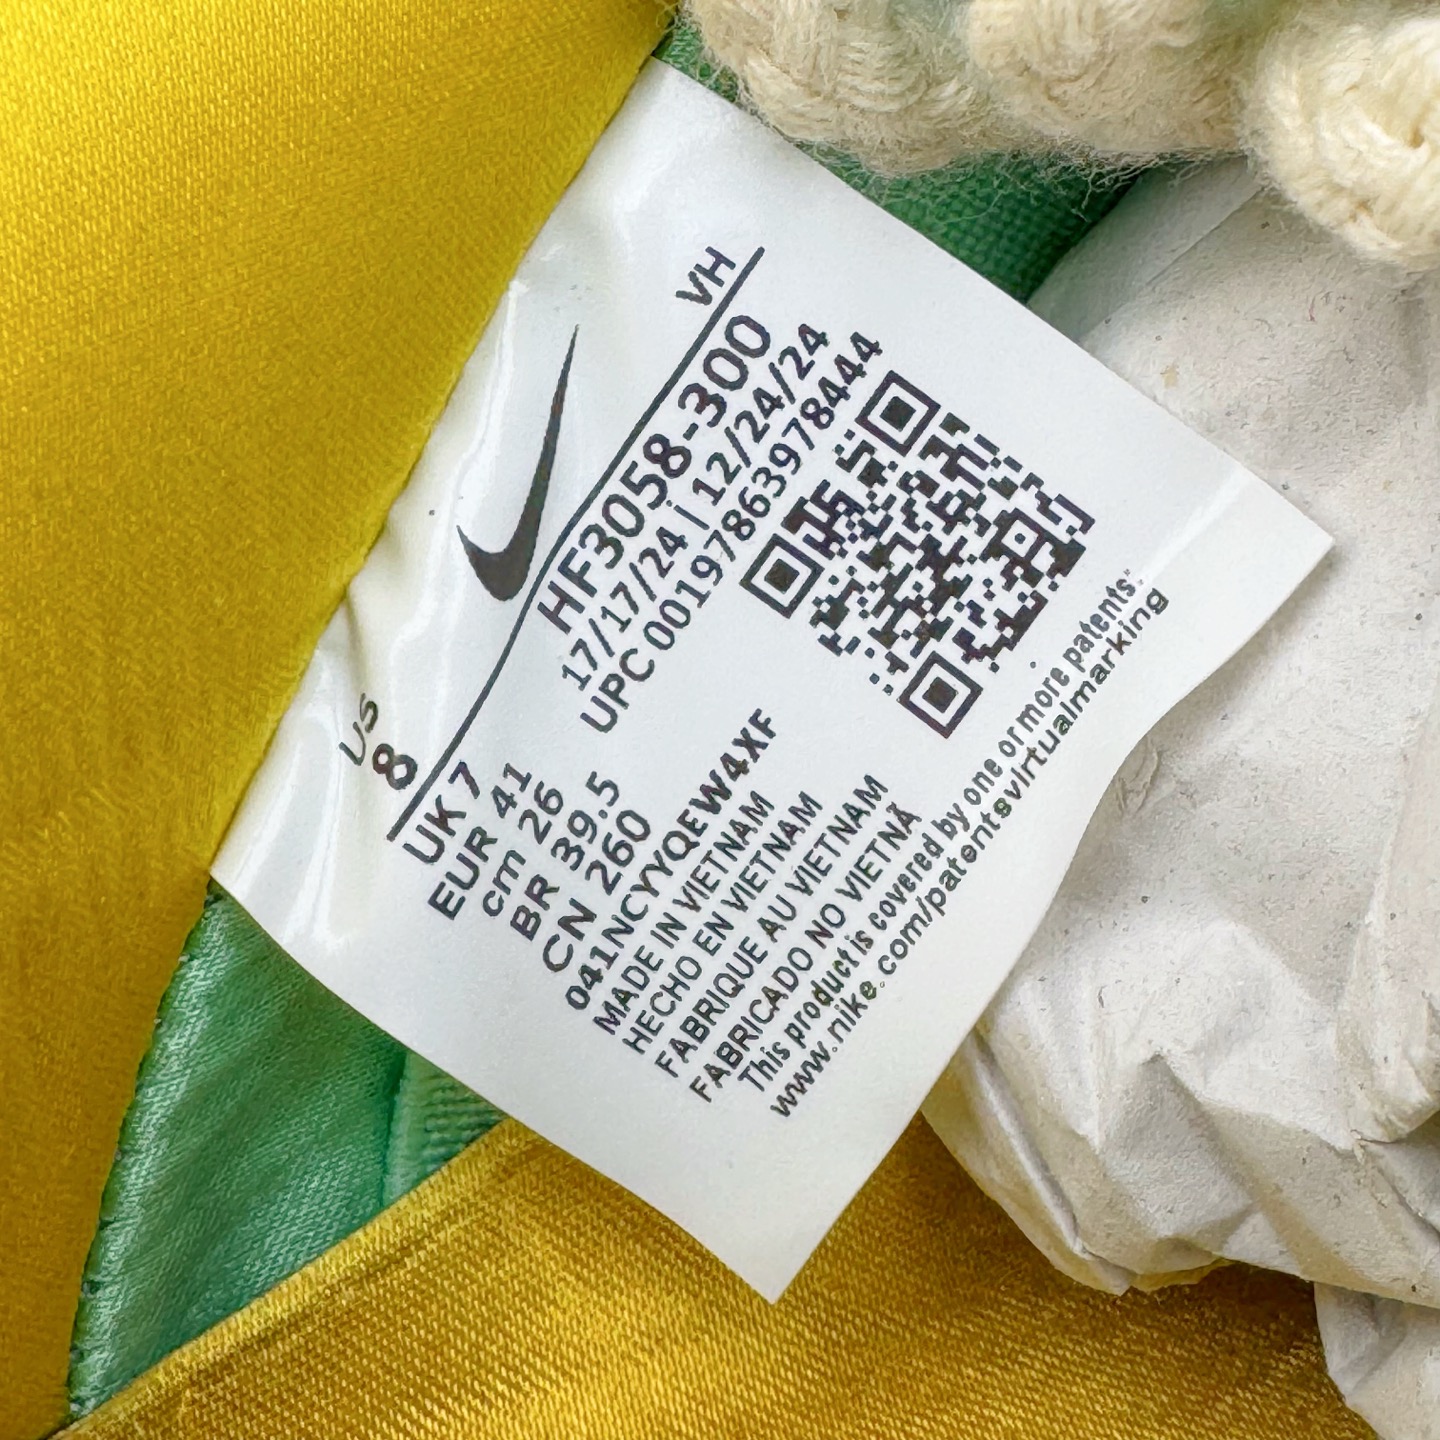 US
8
VH
HF3058-300
17/17/24 | 12/24/24
UPC 00197863978444
UK 7
EUR 41
cm 26
BR 39.5
CN 260
041NCYYQEW4XF
MADE IN VIETNAM
HECHO EN VIETNAM
FABRIQUE AU VIETNAM
FABRICADO NO VIETNÃ
This product is covered by one or more patents.
www.nike.com/patentsvirtualmarking